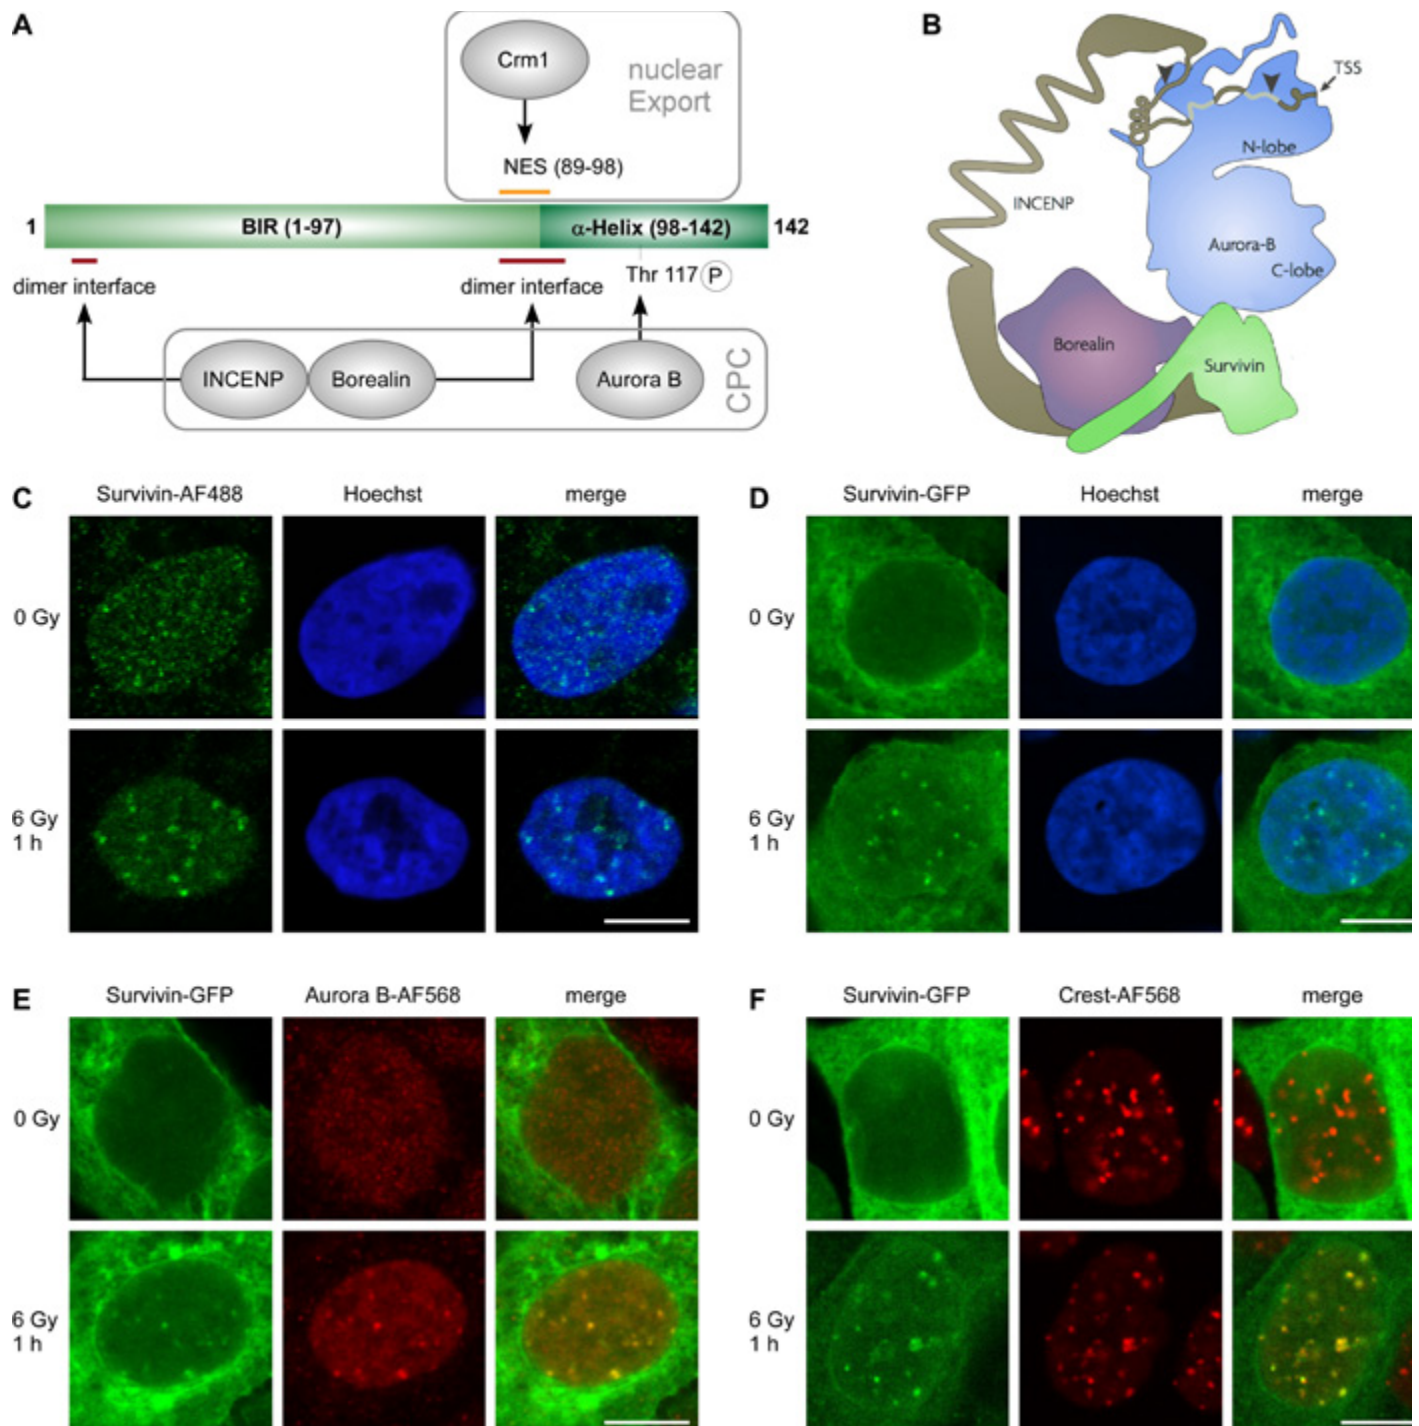 A
Crm1
nuclear
Export
NES (89-98)
1
BIR (1-97)
α-Helix (98-142)
142
dimer interface
dimer interface
Thr 117 P
INCENP
Borealin
Aurora B
CPC
B
TSS
N-lobe
INCENP
Aurora-B
C-lobe
Borealin
Survivin
C
Survivin-AF488
Hoechst
merge
0 Gy
6 Gy
1 h
D
Survivin-GFP
Hoechst
merge
0 Gy
6 Gy
1 h
E
Survivin-GFP
Aurora B-AF568
merge
0 Gy
6 Gy
1 h
F
Survivin-GFP
Crest-AF568
merge
0 Gy
6 Gy
1 h